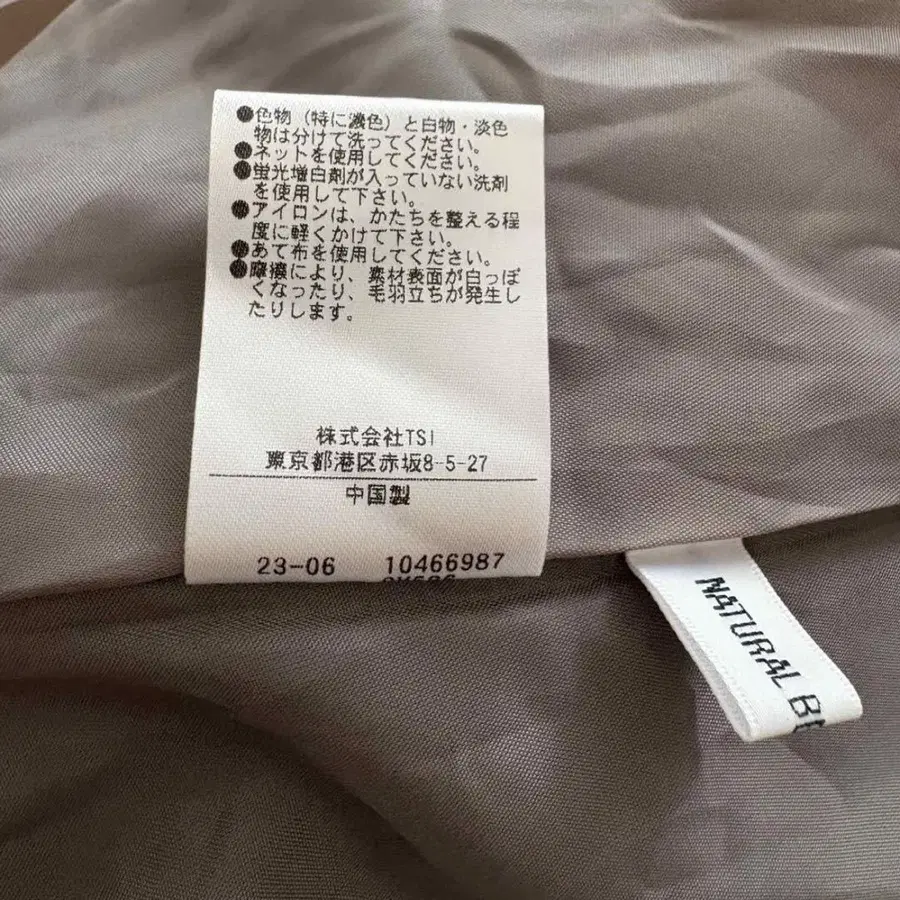 ●色物（特に濃色）と白物・淡色
物は分けて洗ってください。
●ネットを使用してください。
●蛍光増白剤が入っていない洗剤
を使用して下さい。
●アイロンは、かたちを整える程
度に軽くかけて下さい。
●あて布を使用してください。
●摩擦により、素材表面が白っぽ
くなったり、毛羽立ちが発生し
たりします。
株式会社TSI
東京都港区赤坂8-5-27
中国製
23-06 10466987
NATURAL